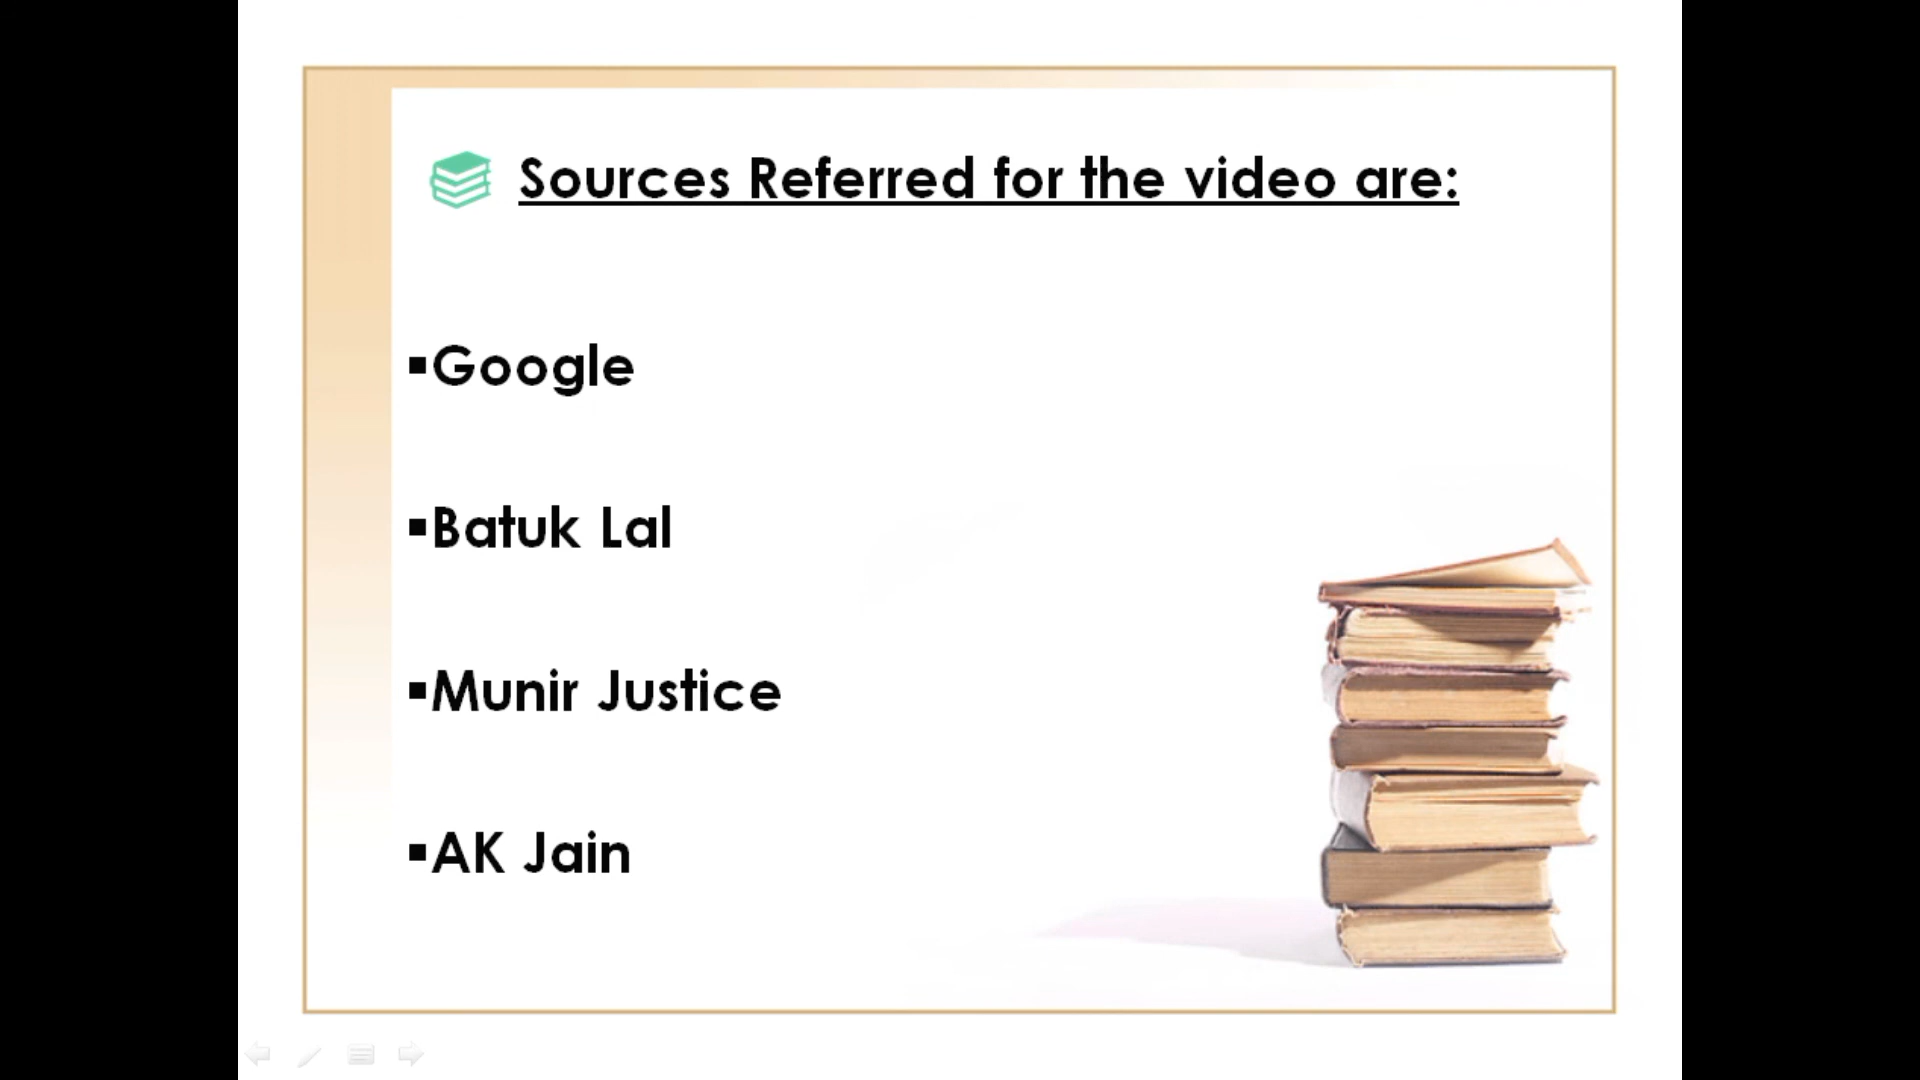 Sources Referred for the video are:
▪Google
▪Batuk Lal
▪Munir Justice
▪AK Jain